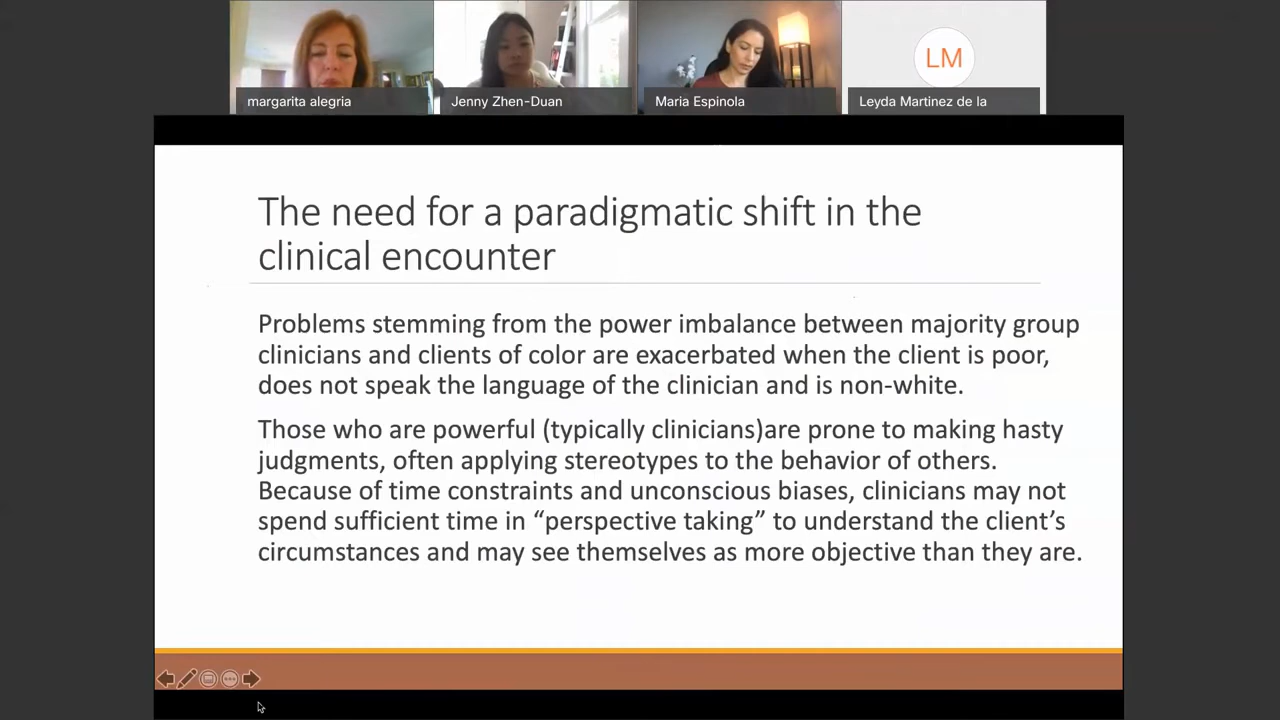 margarita alegria
Jenny Zhen-Duan
Maria Espinola
LM
Leyda Martinez de la
The need for a paradigmatic shift in the
clinical encounter
Problems stemming from the power imbalance between majority group
clinicians and clients of color are exacerbated when the client is poor,
does not speak the language of the clinician and is non-white.
Those who are powerful (typically clinicians)are prone to making hasty
judgments, often applying stereotypes to the behavior of others.
Because of time constraints and unconscious biases, clinicians may not
spend sufficient time in “perspective taking” to understand the client’s
circumstances and may see themselves as more objective than they are.